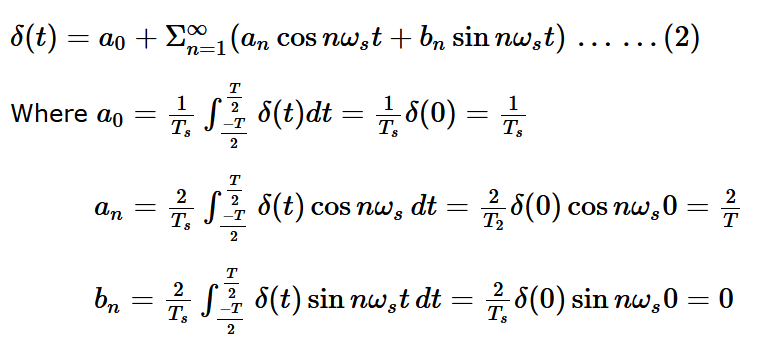 δ(t) = a₀ + Σₙ₌₁^∞ (aₙ cos nωₛt + bₙ sin nωₛt) … … (2)
Where a₀ = 1/Tₛ ∫_{-T/2}^{T/2} δ(t)dt = 1/Tₛ δ(0) = 1/Tₛ
aₙ = 2/Tₛ ∫_{-T/2}^{T/2} δ(t) cos nωₛ dt = 2/T₂ δ(0) cos nωₛ0 = 2/T
bₙ = 2/Tₛ ∫_{-T/2}^{T/2} δ(t) sin nωₛt dt = 2/Tₛ δ(0) sin nωₛ0 = 0